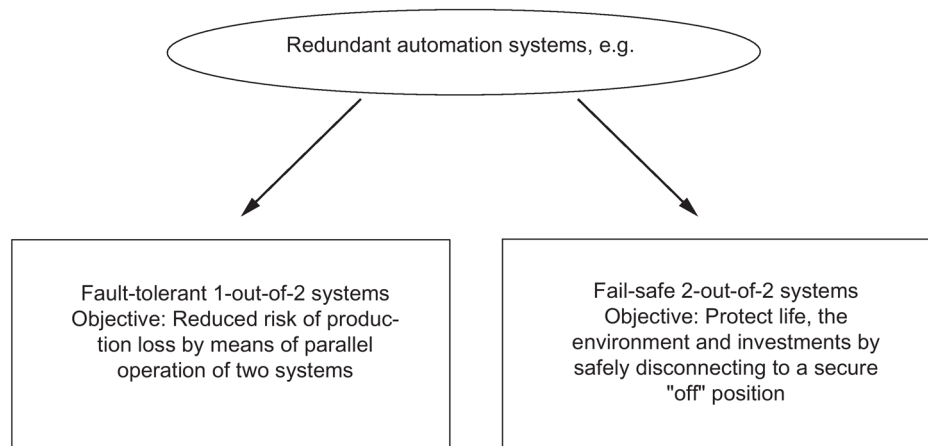 Redundant automation systems, e.g.
Fault-tolerant 1-out-of-2 systems
Objective: Reduced risk of produc-
tion loss by means of parallel
operation of two systems
Fail-safe 2-out-of-2 systems
Objective: Protect life, the
environment and investments by
safely disconnecting to a secure
"off" position